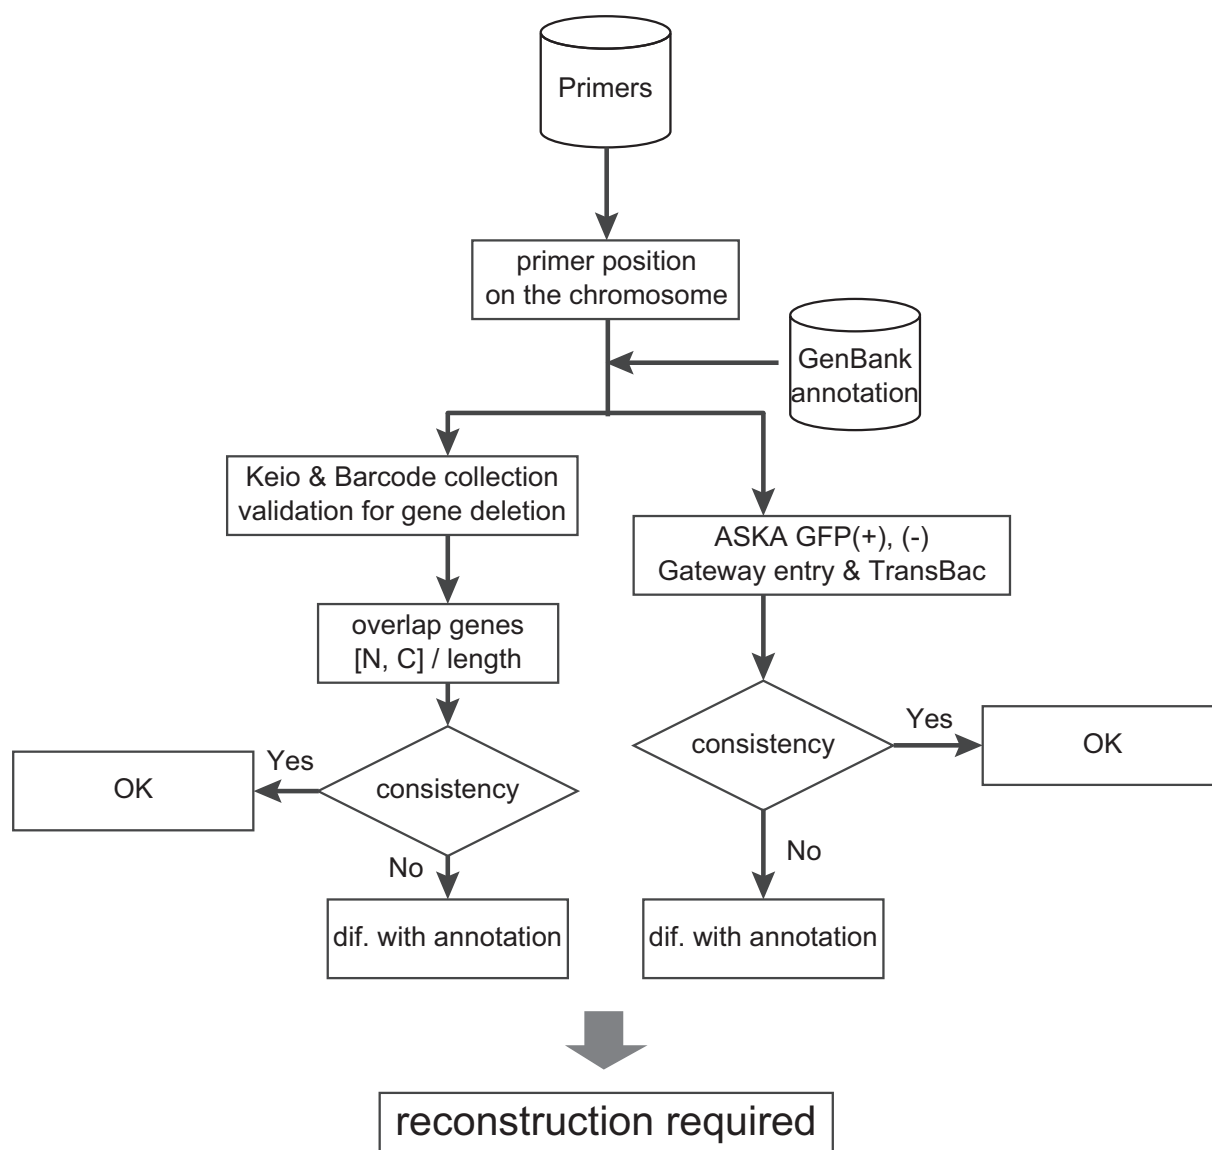 Primers
primer position
on the chromosome
GenBank
annotation
Keio & Barcode collection
validation for gene deletion
ASKA GFP(+), (-)
Gateway entry & TransBac
overlap genes
[N, C] / length
consistency
Yes
OK
consistency
Yes
OK
No
No
dif. with annotation
dif. with annotation
reconstruction required